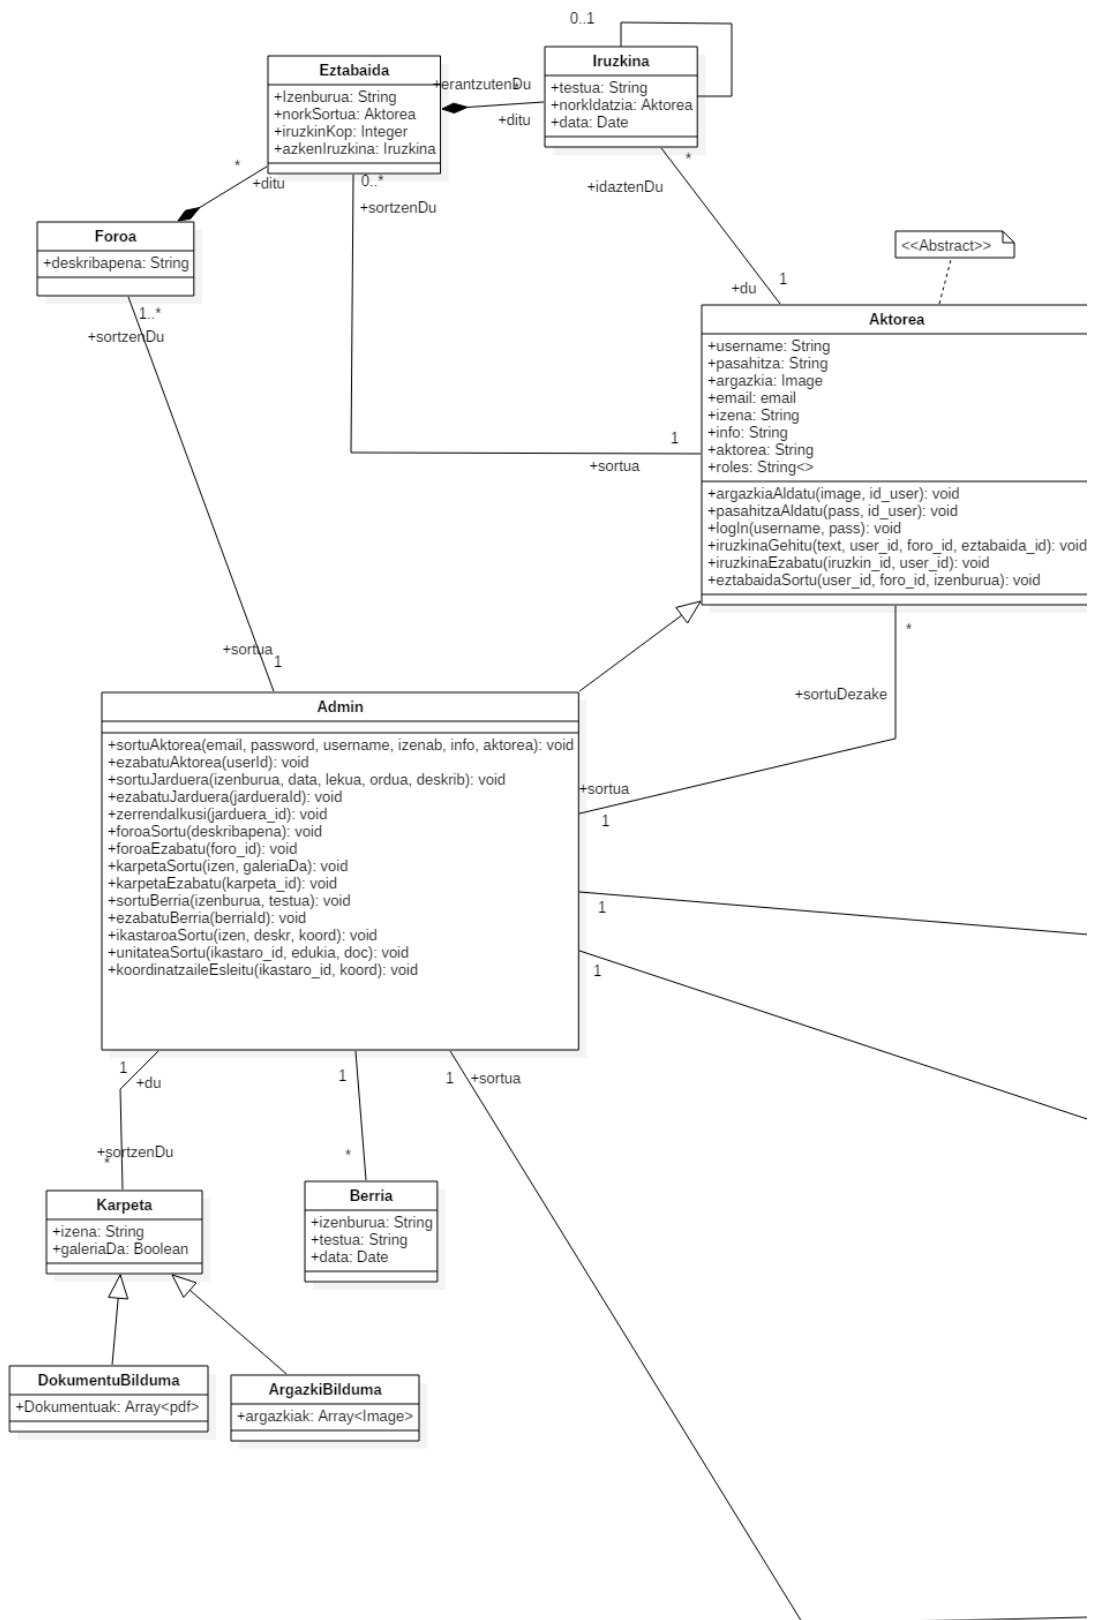 0..1
Eztabaida
+Izenburua: String
+norkSortua: Aktorea
+iruzkinKop: Integer
+azkenIruzkina: Iruzkina
+erantzutenDu
*
+ditu
Iruzkina
+testua: String
+norkIdatzia: Aktorea
+data: Date
*
+ditu
0..*
+sortzenDu
*
+idaztenDu
Foroa
+deskribapena: String
<<Abstract>>
1
+du
1..*
+sortzenDu
Aktorea
+username: String
+pasahitza: String
+argazkia: Image
+email: email
+izena: String
+info: String
+aktorea: String
+roles: String<>
+argazkiaAldatu(image, id_user): void
+pasahitzaAldatu(pass, id_user): void
+logIn(username, pass): void
+iruzkinaGehitu(text, user_id, foro_id, eztabaida_id): void
+iruzkinaEzabatu(iruzkin_id, user_id): void
+eztabaidaSortu(user_id, foro_id, izenburua): void
1
+sortua
*
+sortuDezake
+sortua
1
Admin
+sortuAktorea(email, password, username, izenab, info, aktorea): void
+ezabatuAktorea(userId): void
+sortuJarduera(izenburua, data, lekua, ordua, deskrib): void
+ezabatuJarduera(jardueraId): void
+zerrendaIkusi(jarduera_id): void
+foroaSortu(deskribapena): void
+foroaEzabatu(foro_id): void
+karpetaSortu(izen, galeriaDa): void
+karpetaEzabatu(karpeta_id): void
+sortuBerria(izenburua, testua): void
+ezabatuBerria(berriaId): void
+ikastaroaSortu(izen, deskr, koord): void
+unitateaSortu(ikastaro_id, edukia, doc): void
+koordinatzaileEsleitu(ikastaro_id, koord): void
+sortua
1
1
1
1
+du
1
1
+sortua
+sortzenDu
*
*
Karpeta
+izena: String
+galeriaDa: Boolean
Berria
+izenburua: String
+testua: String
+data: Date
DokumentuBilduma
+Dokumentuak: Array<pdf>
ArgazkiBilduma
+argazkiak: Array<Image>